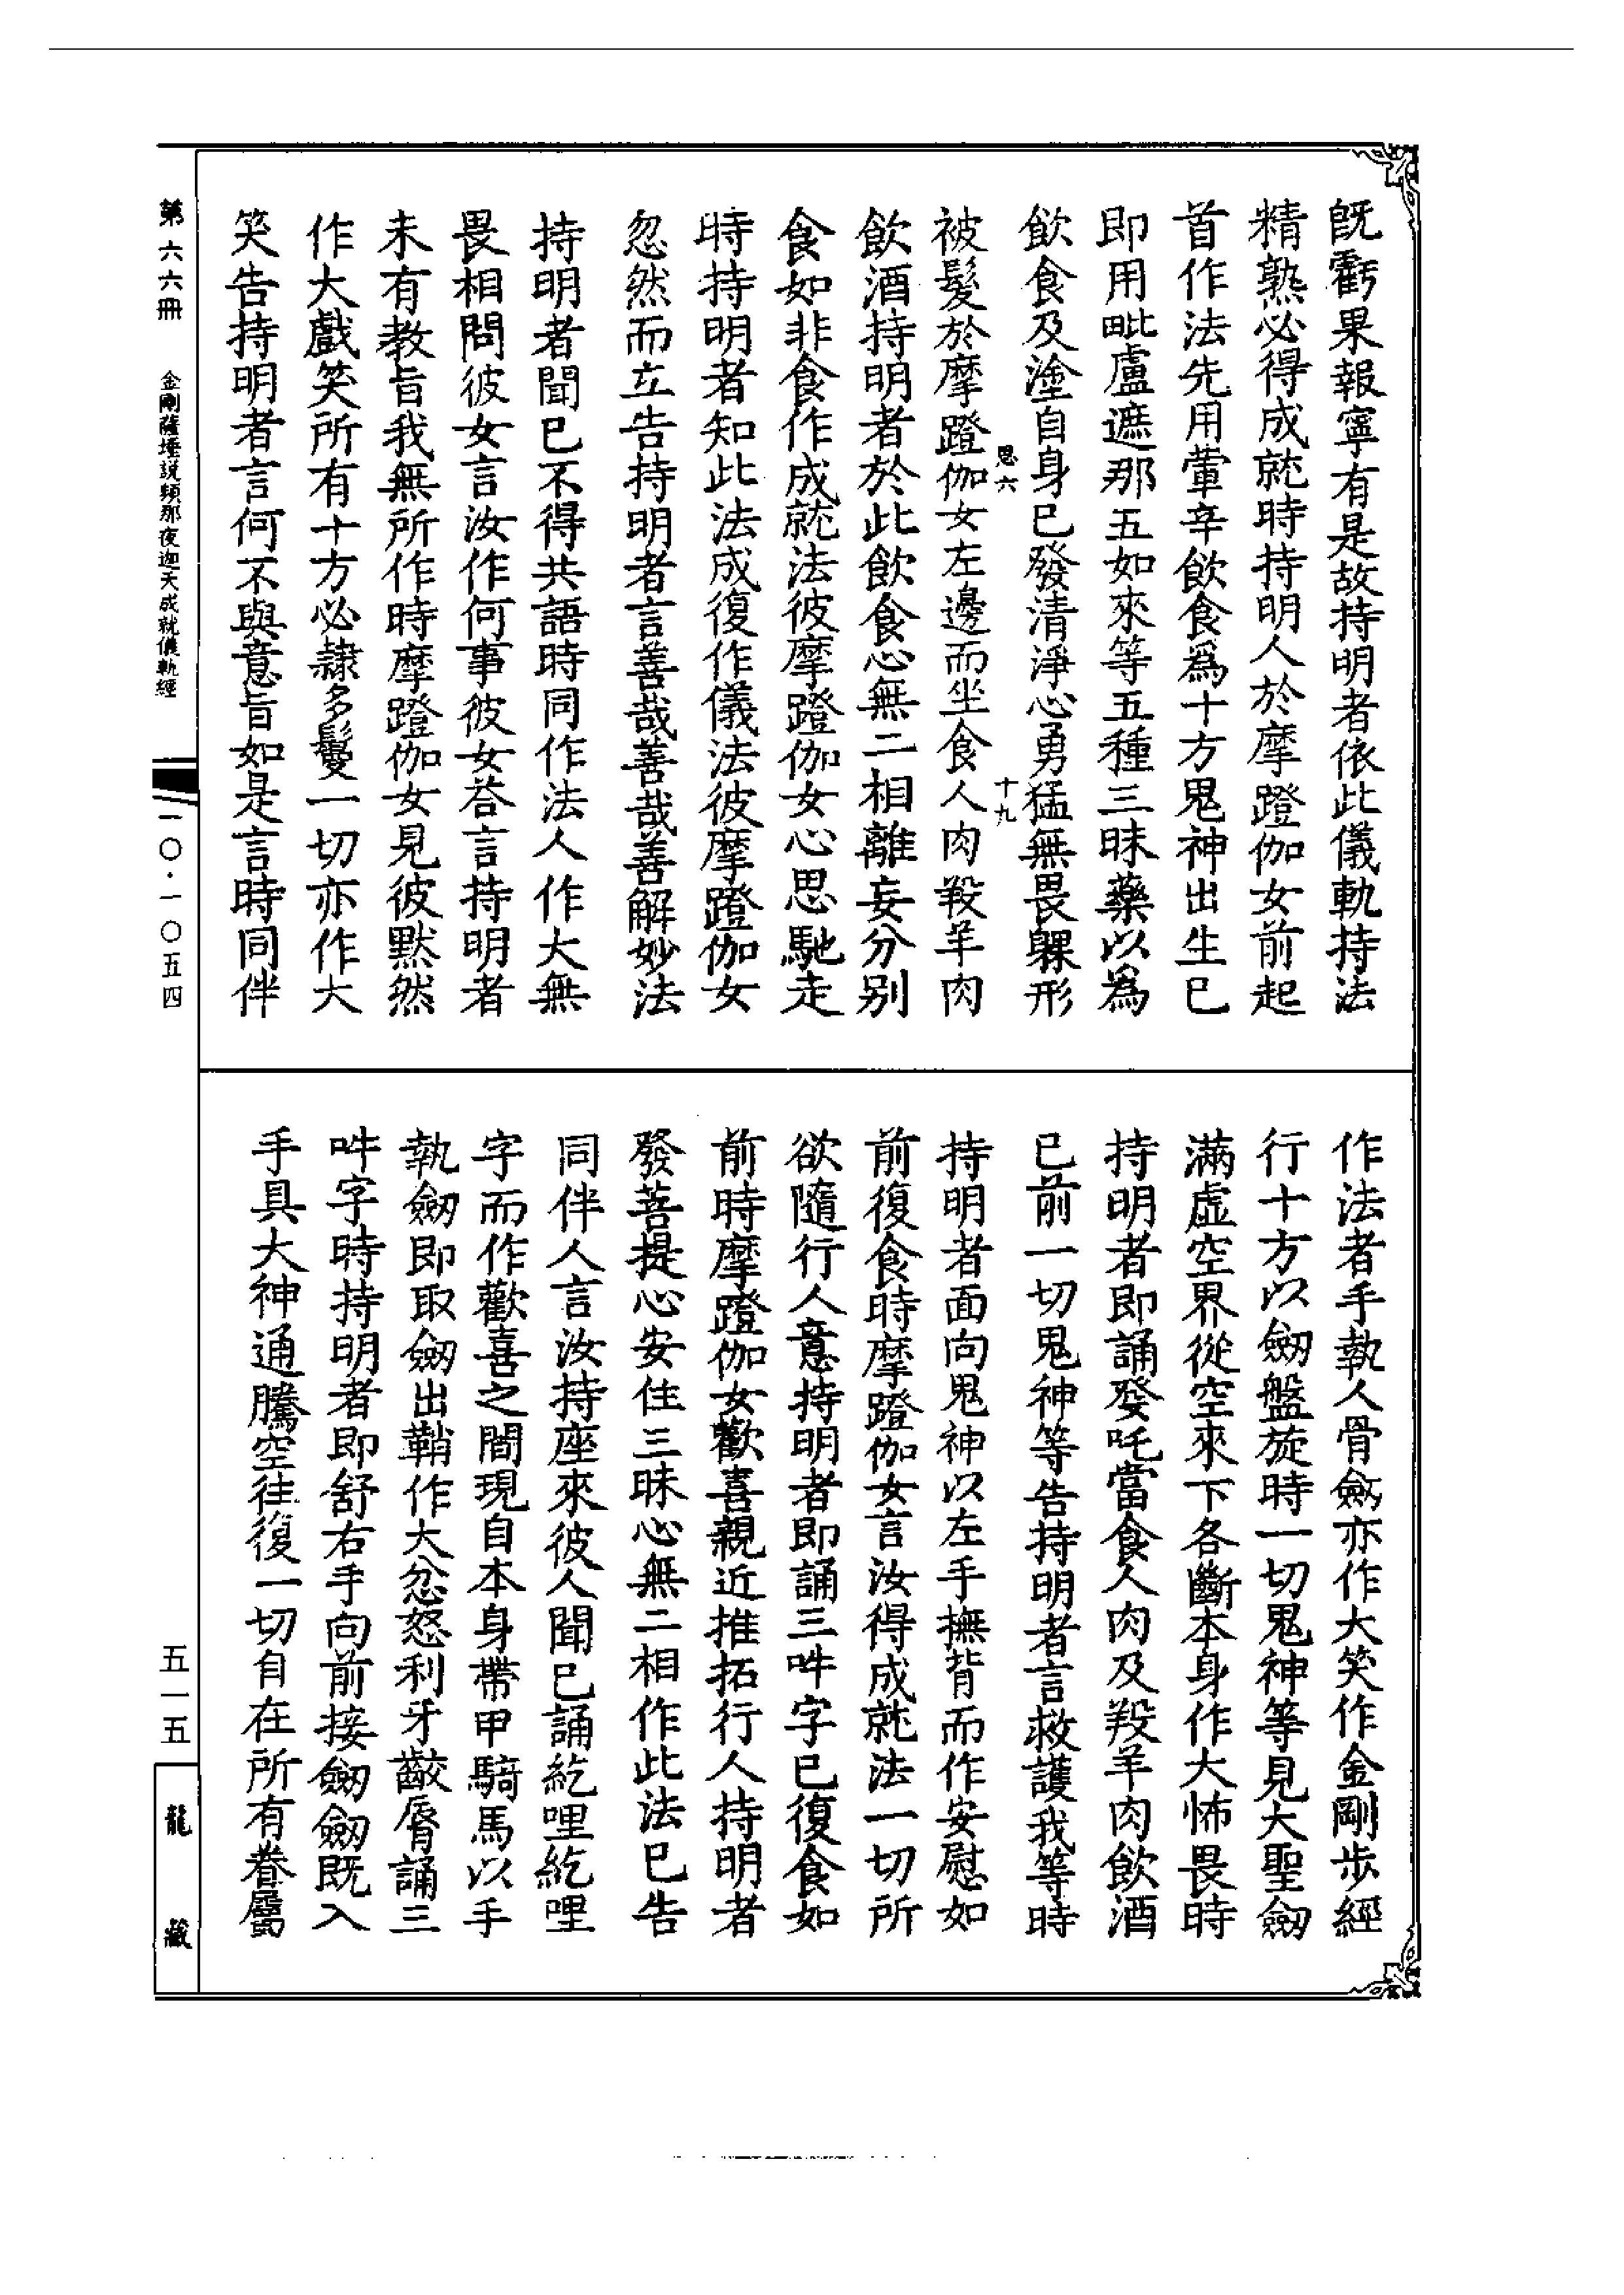 既虧果報寧有是故持明者依此儀軌持法
精熟必得成就時持明人於摩蹬伽女前起
首作法先用葷辛飲食為十方鬼神出生已
即用毗盧遮那五如來等五種三昧藥以為
飲食及塗自身已發清淨心勇猛無畏躶形
思六 十九
被髮於摩蹬伽女左邊而坐食人肉羖羊肉
飲酒持明者於此飲食心無二相離妄分別
食如非食作成就法彼摩蹬伽女心思馳走
時持明者知此法成復作儀法彼摩蹬伽女
忽然而立告持明者言善哉善哉善解妙法
持明者聞已不得共語時同作法人作大無
畏相問彼女言汝作何事彼女荅言持明者
未有教旨我無所作時摩蹬伽女見彼默然
作大戲笑所有十方必隸多鬘一切亦作大
笑告持明者言何不與意旨如是言時同伴
作法者手執人骨劒亦作大笑作金剛步經
行十方以劒盤旋時一切鬼神等見大聖劒
滿虛空界從空來下各斷本身作大怖畏時
持明者即誦癹吒當食人肉及羖羊肉飲酒
已前一切鬼神等告持明者言救護我等時
持明者面向鬼神以左手撫背而作安慰如
前復食時摩蹬伽女言汝得成就法一切所
欲隨行人意持明者即誦三吽字已復食如
前時摩蹬伽女歡喜親近推拓行人持明者
發菩提心安住三昧心無二相作此法已告
同伴人言汝持座來彼人聞已誦紇哩紇哩
字而作歡喜之間現自本身帶甲騎馬以手
執劒即取劒出鞘作大忿怒利牙齩脣誦三
吽字時持明者即舒右手向前接劒劒既入
手具大神通騰空往復一切自在所有眷屬
第六六冊 金剛薩埵說頻那夜迦天成就儀軌經
一〇·一〇五四
五一五
龍藏